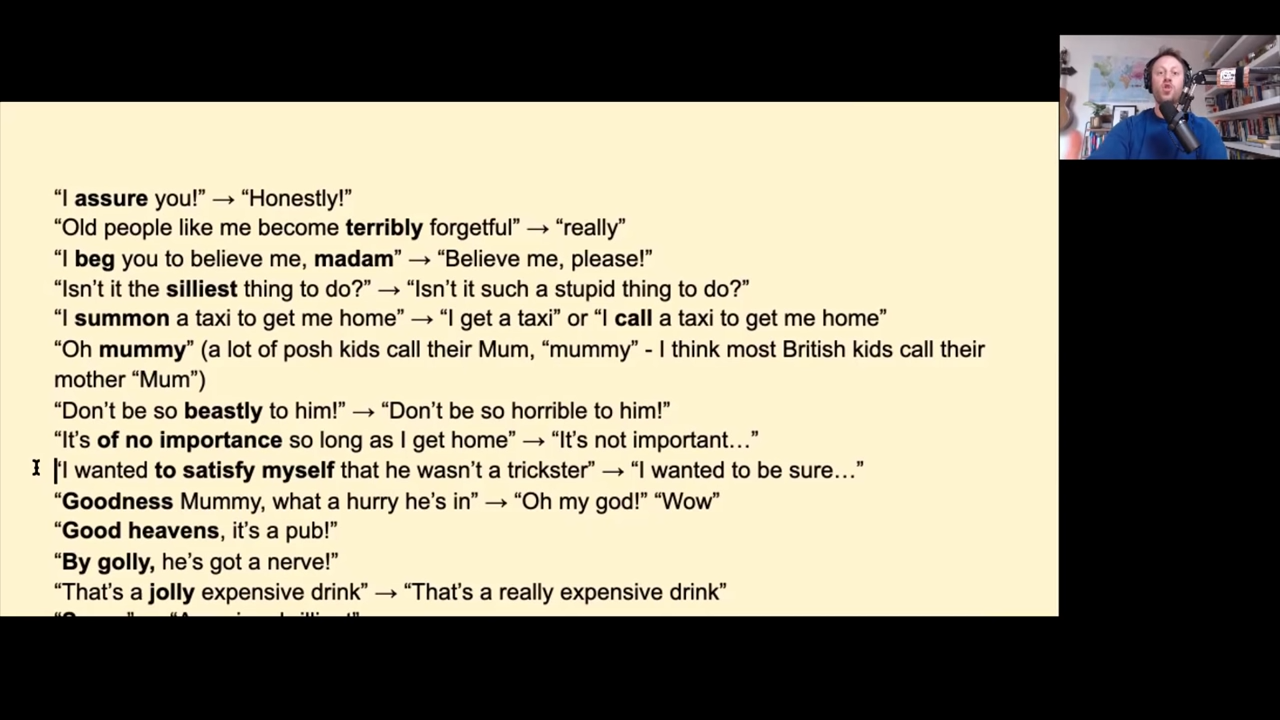 “I assure you!” → “Honestly!”
“Old people like me become terribly forgetful” → “really”
“I beg you to believe me, madam” → “Believe me, please!”
“Isn’t it the silliest thing to do?” → “Isn’t it such a stupid thing to do?”
“I summon a taxi to get me home” → “I get a taxi” or “I call a taxi to get me home”
“Oh mummy” (a lot of posh kids call their Mum, “mummy” - I think most British kids call their
mother “Mum”)
“Don’t be so beastly to him!” → “Don’t be so horrible to him!”
“It’s of no importance so long as I get home” → “It’s not important…”
“I wanted to satisfy myself that he wasn’t a trickster” → “I wanted to be sure…”
“Goodness Mummy, what a hurry he’s in” → “Oh my god!” “Wow”
“Good heavens, it’s a pub!”
“By golly, he’s got a nerve!”
“That’s a jolly expensive drink” → “That’s a really expensive drink”